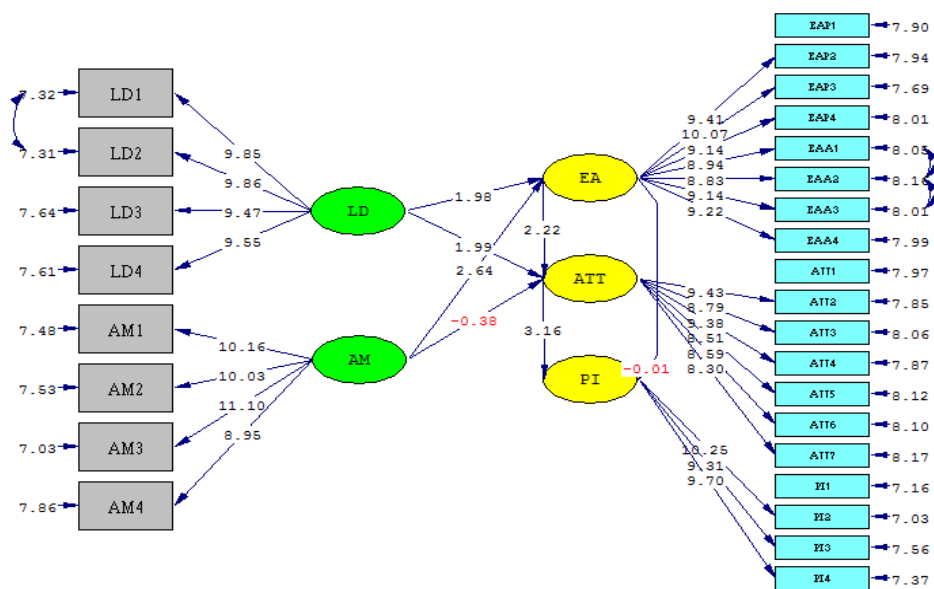 7.32 LD1
7.31 LD2
7.64 LD3
7.61 LD4
7.48 AM1
7.53 AM2
7.03 AM3
7.86 AM4
9.85
9.86
9.47
9.55
10.16
10.03
11.10
8.95
LD
AM
1.98
1.99
2.64
-0.38
EA
2.22
ATT
3.16
PI
-0.01
9.41
10.07
9.14
8.94
8.83
9.14
9.22
9.43
8.79
9.38
8.51
8.59
8.30
10.25
9.31
9.70
EAP1 7.90
EAP2 7.94
EAP3 7.69
EAP4 8.01
EAA1 8.05
EAA2 8.16
EAA3 8.01
EAA4 7.99
ATT1 7.97
ATT2 7.85
ATT3 8.06
ATT4 7.87
ATT5 8.12
ATT6 8.10
ATT7 8.17
PI1 7.16
PI2 7.03
PI3 7.56
PI4 7.37